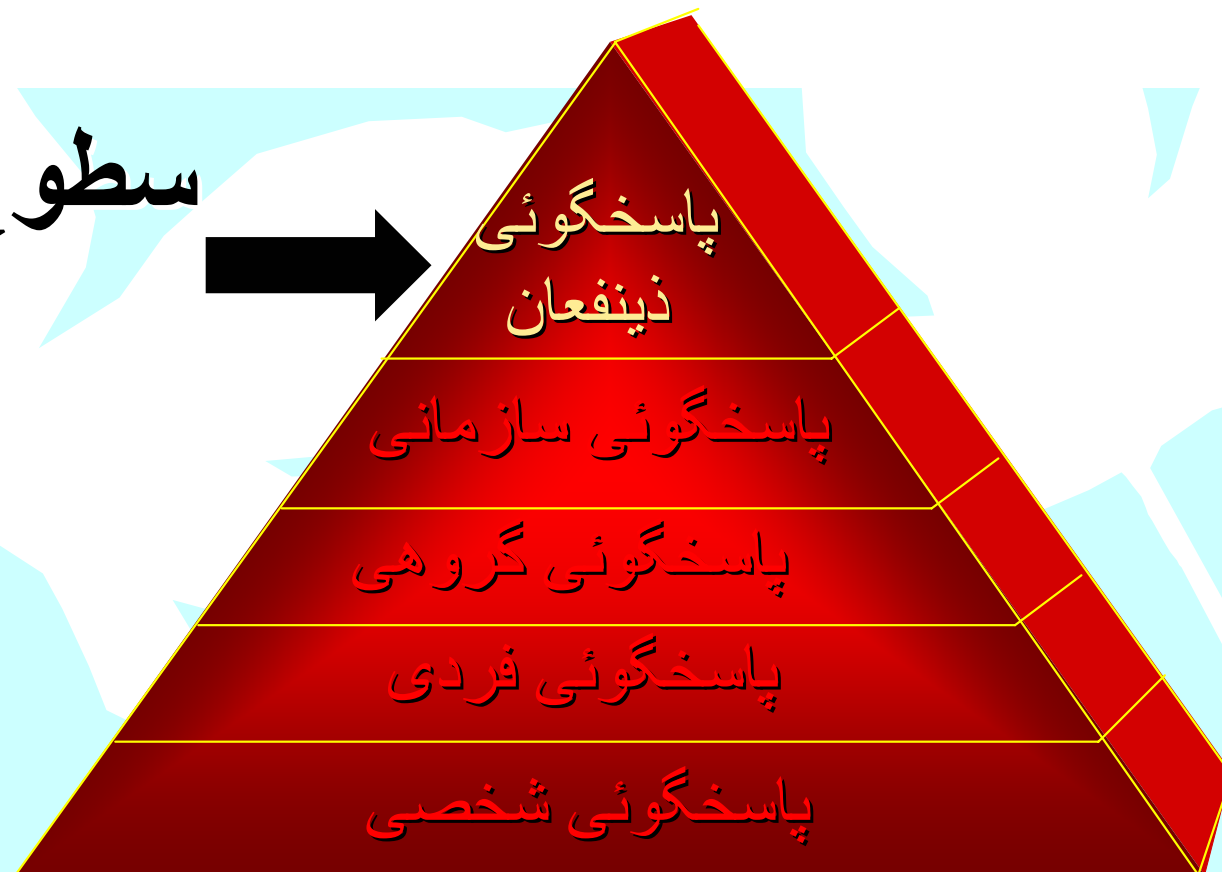 سطو
پاسخگوئی
ذینفعان
پاسخگوئی سازمانی
پاسخگوئی گروهی
پاسخگوئی فردی
پاسخگوئی شخصی